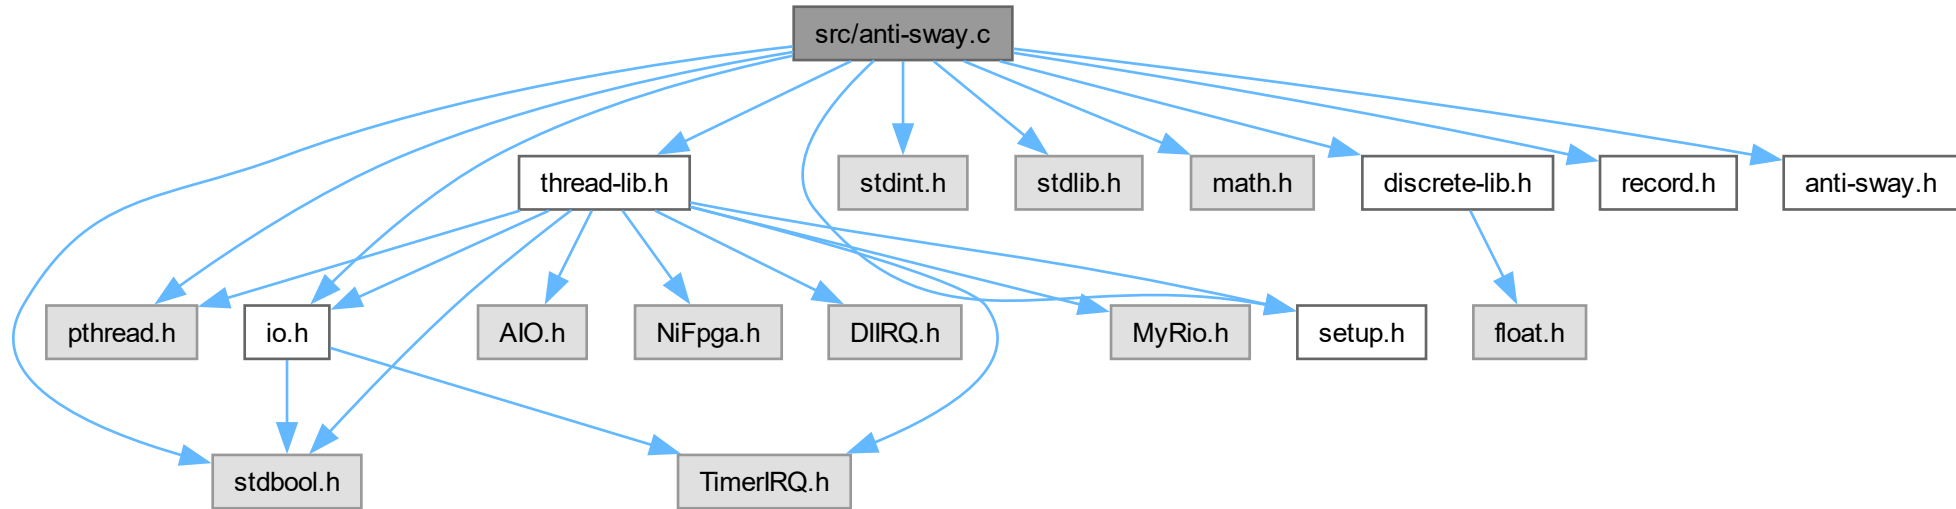 src/anti-sway.c
thread-lib.h
stdint.h
stdlib.h
math.h
discrete-lib.h
record.h
anti-sway.h
pthread.h
io.h
AIO.h
NiFpga.h
DIIRQ.h
MyRio.h
setup.h
float.h
stdbool.h
TimerIRQ.h